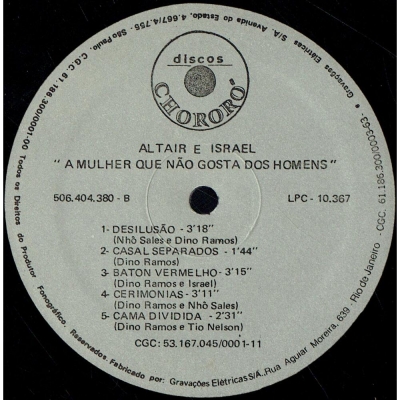 discos
CHORORÓ
ALTAIR E ISRAEL
"A MULHER QUE NÃO GOSTA DOS HOMENS"
506.404.380 - B
LPC - 10.367
1- DESILUSÃO - 3'18"
(Nhô Sales e Dino Ramos)
2- CASAL SEPARADOS - 1'44"
(Dino Ramos)
3- BATON VERMELHO - 3'15"
(Dino Ramos e Israel)
4- CERIMONIAS - 3'11"
(Dino Ramos e Nhô Sales)
5- CAMA DIVIDIDA - 2'31"
(Dino Ramos e Tio Nelson)
CGC: 53.167.045/0001-11
Todos os Direitos do Produtor Fonográfico. Reservados. Fabricado por: Gravações Elétricas S/A. Rua Aguiar Moreira, 639 - Rio de Janeiro - CGC. 61.186.300/0003-63 - e Gravações Elétricas S/A. Avenida do Estado, 4.667/4.755 - São Paulo. C.G.C. 61.186.300/0001-00